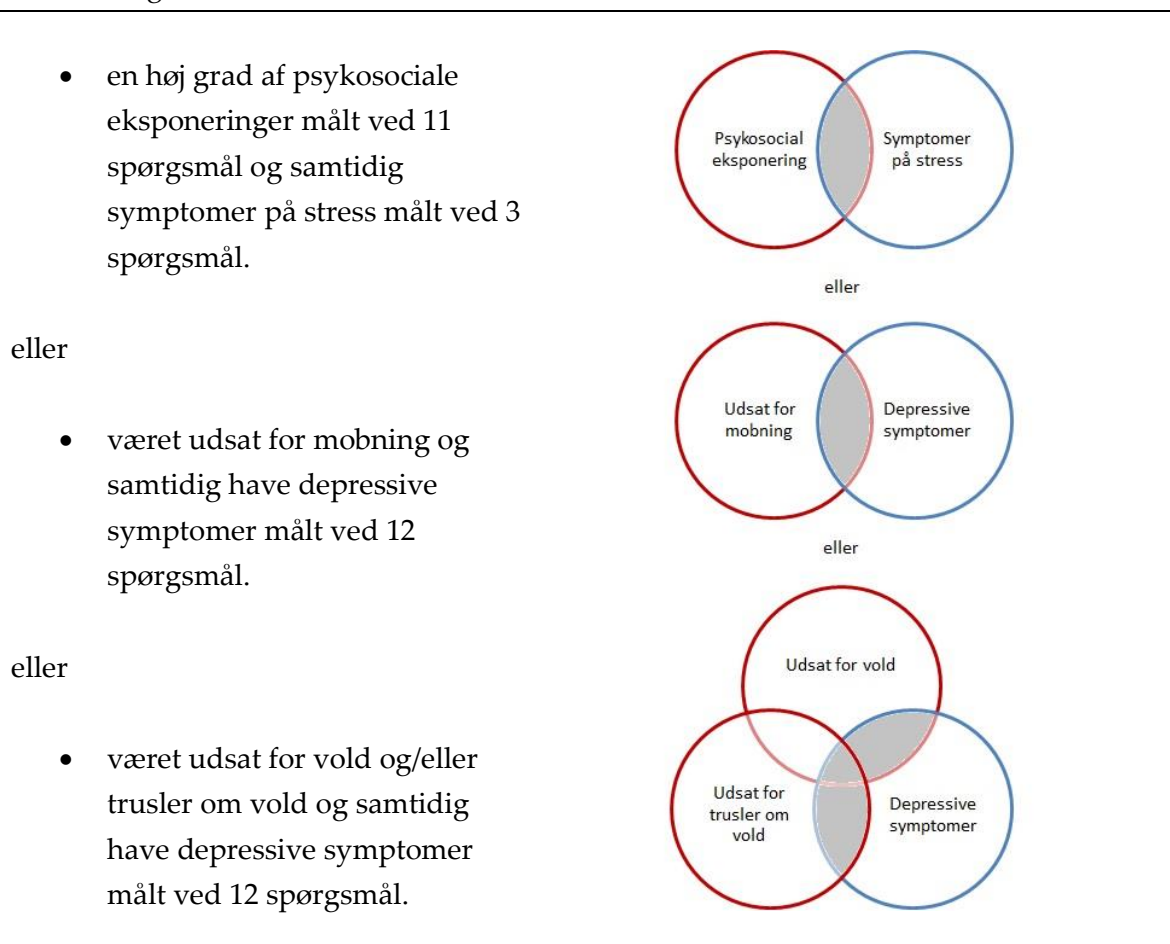 • en høj grad af psykosociale
eksponeringer målt ved 11
spørgsmål og samtidig
symptomer på stress målt ved 3
spørgsmål.
eller
• været udsat for mobning og
samtidig have depressive
symptomer målt ved 12
spørgsmål.
eller
• været udsat for vold og/eller
trusler om vold og samtidig
have depressive symptomer
målt ved 12 spørgsmål.
Psykosocial
eksponering
Symptomer
på stress
eller
Udsat for
mobning
Depressive
symptomer
eller
Udsat for vold
Udsat for
trusler om
vold
Depressive
symptomer